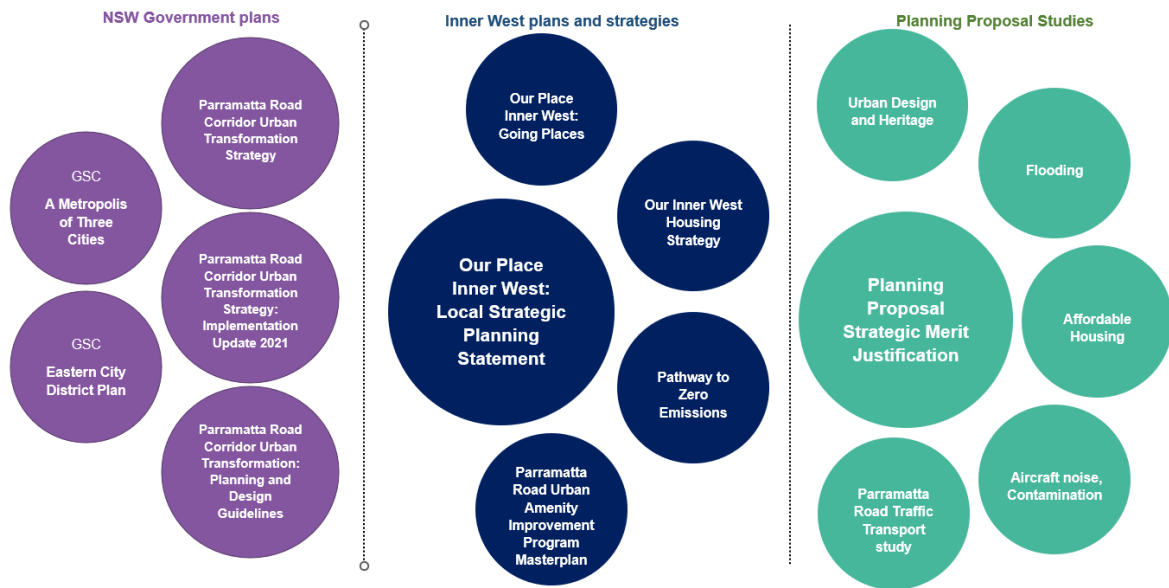 NSW Government plans
Parramatta Road
Corridor Urban
Transformation
Strategy
GSC
A Metropolis
of Three
Cities
Parramatta Road
Corridor Urban
Transformation
Strategy:
Implementation
Update 2021
GSC
Eastern City
District Plan
Parramatta Road
Corridor Urban
Transformation:
Planning and
Design
Guidelines
Inner West plans and strategies
Our Place
Inner West:
Going Places
Our Inner West
Housing
Strategy
Our Place
Inner West:
Local Strategic
Planning
Statement
Pathway to
Zero
Emissions
Parramatta
Road Urban
Amenity
Improvement
Program
Masterplan
Planning Proposal Studies
Urban Design
and Heritage
Flooding
Planning
Proposal
Strategic Merit
Justification
Affordable
Housing
Aircraft noise,
Contamination
Parramatta
Road Traffic
Transport
study